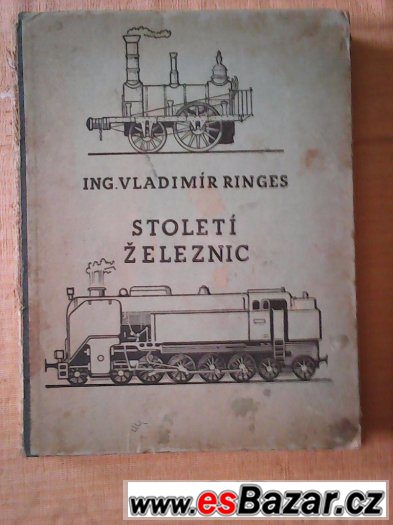 ING. VLADIMÍR RINGES
STOLETÍ
ŽELEZNIC
www.esBazar.cz